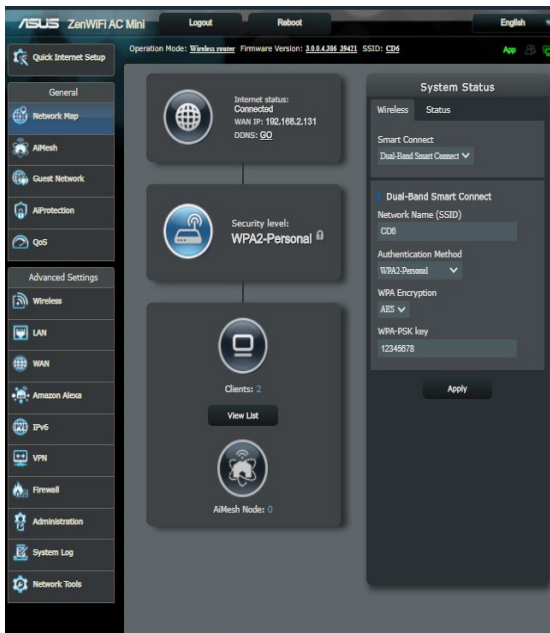 ASUS ZenWiFi AC Mini Logout Reboot English
Operation Mode: Wireless router Firmware Version: 3.0.0.4.386_39421 SSID: CD6 App
Quick Internet Setup
General
Network Map
AiMesh
Guest Network
AiProtection
QoS
Advanced Settings
Wireless
LAN
WAN
Amazon Alexa
IPv6
VPN
Firewall
Administration
System Log
Network Tools
Internet status:
Connected
WAN IP: 192.168.2.131
DDNS: GO
Security level:
WPA2-Personal
Clients: 2
View List
AiMesh Node: 0
System Status
Wireless Status
Smart Connect
Dual-Band Smart Connect
Dual-Band Smart Connect
Network Name (SSID)
CD6
Authentication Method
WPA2-Personal
WPA Encryption
AES
WPA-PSK key
12345678
Apply